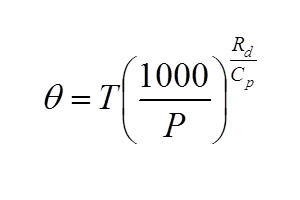 θ = T(1000/P)^(R_d/C_p)